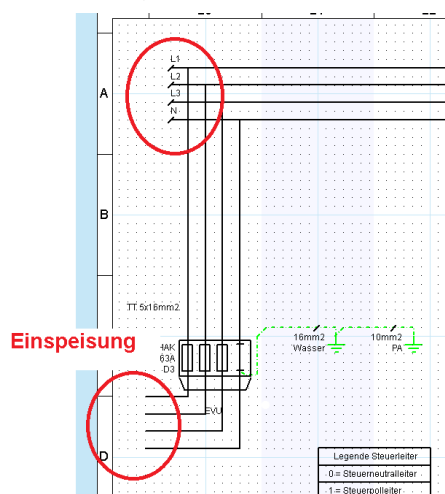 L1
L2
A
L3
N
B
TT 5x16mm2
Einspeisung
HAK
63A
D3
16mm2
Wasser
10mm2
PA
EVU
D
Legende Steuerleiter
0 = Steuerneutralleiter
1 = Steuerpolleiter